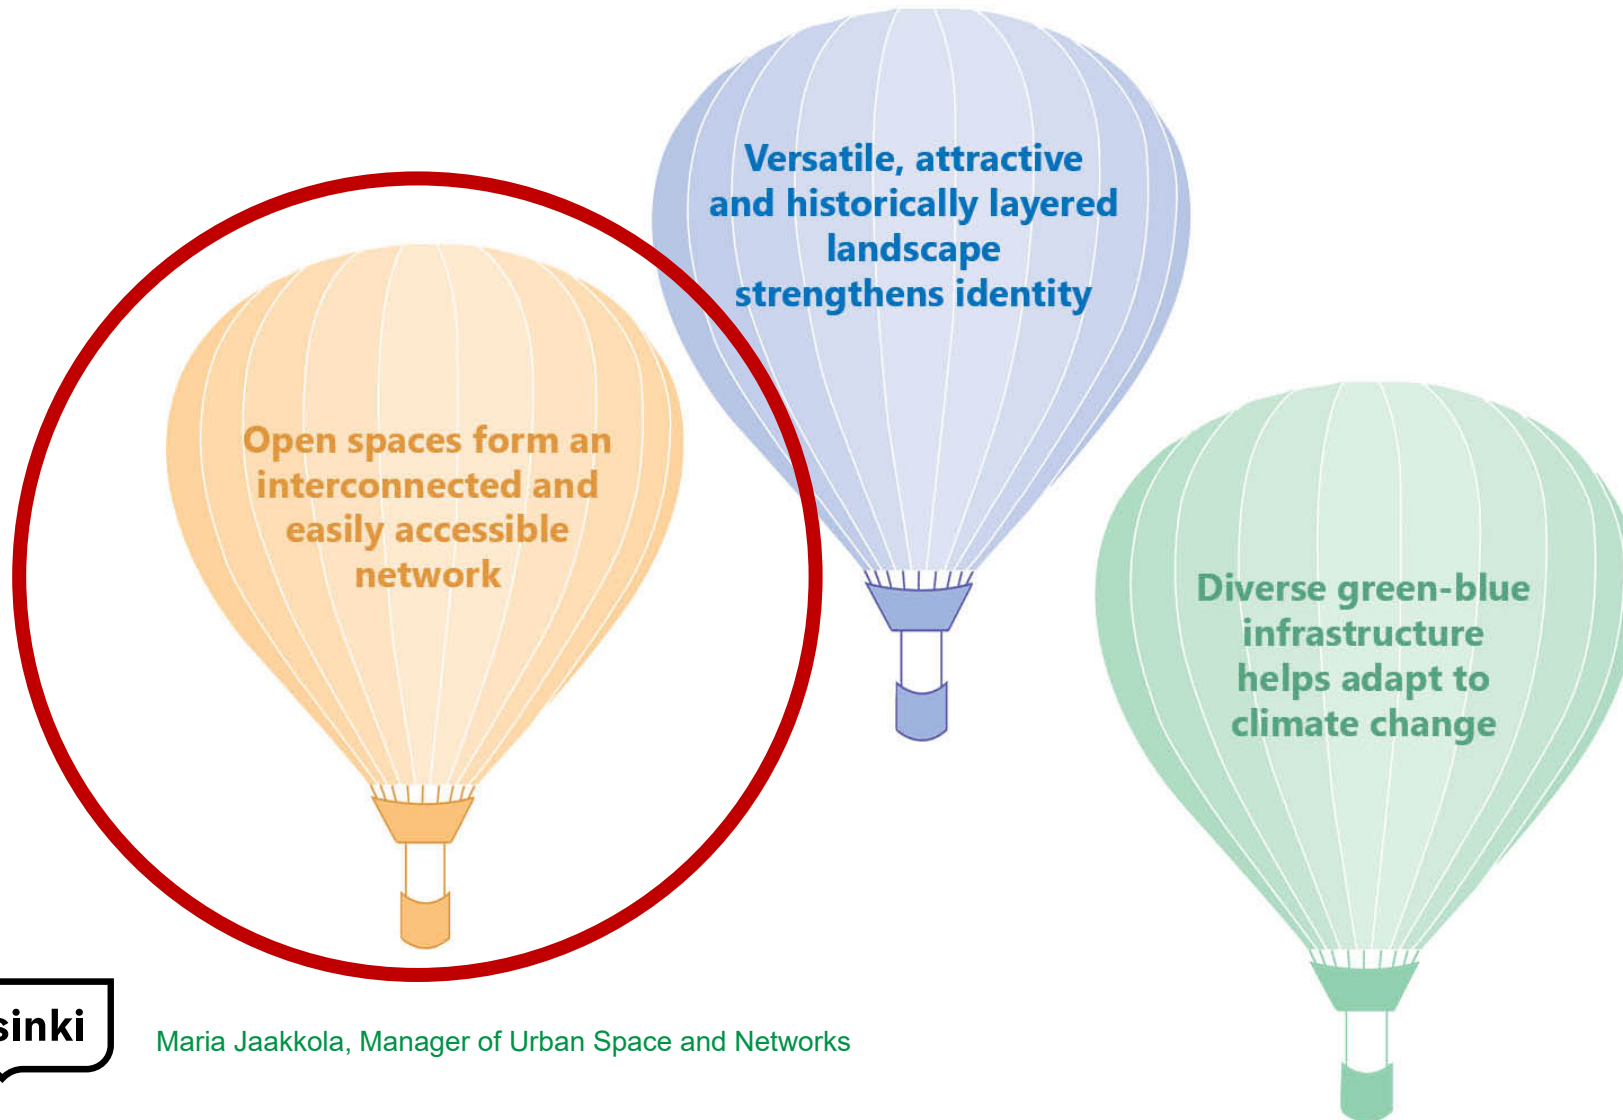 Versatile, attractive
and historically layered
landscape
strengthens identity
Open spaces form an
interconnected and
easily accessible
network
Diverse green-blue
infrastructure
helps adapt to
climate change
sinki
Maria Jaakkola, Manager of Urban Space and Networks